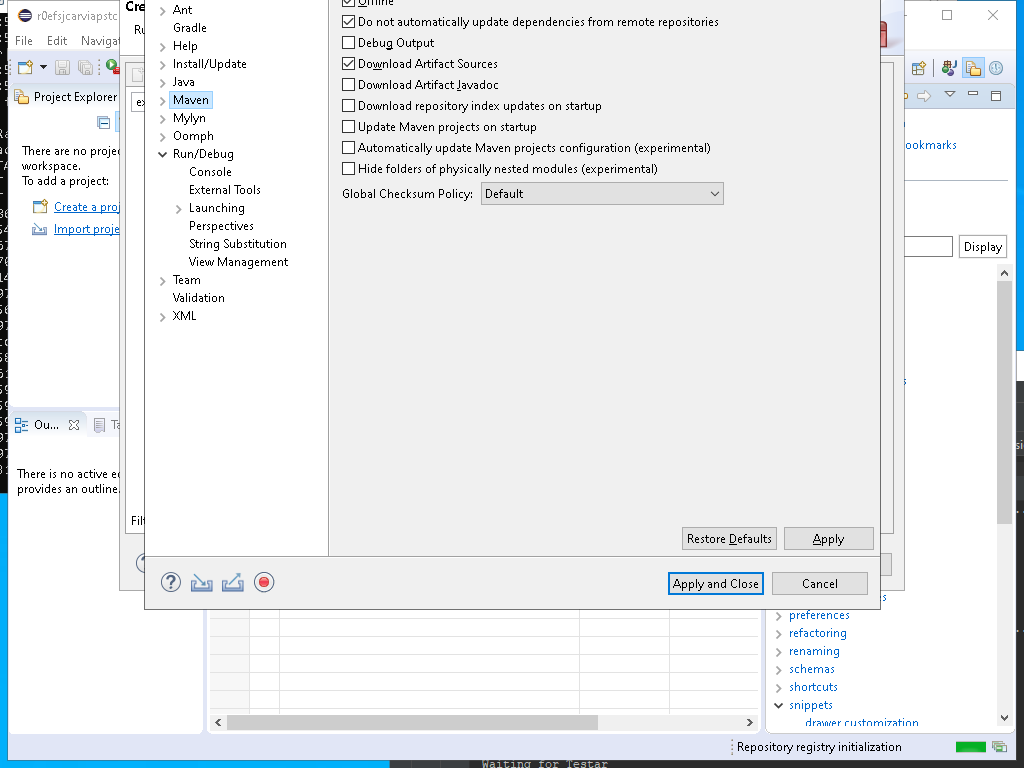 r0efsjcarviapstc
Cre
File Edit Navigat
Ru
Project Explorer
ex
There are no proje
workspace.
To add a project:
Create a proj
Import proje
Ou...
Ta
There is no active e
provides an outline.
Filt
Ant
Gradle
Help
Install/Update
Java
Maven
Mylyn
Oomph
Run/Debug
Console
External Tools
Launching
Perspectives
String Substitution
View Management
Team
Validation
XML
Offline
Do not automatically update dependencies from remote repositories
Debug Output
Download Artifact Sources
Download Artifact Javadoc
Download repository index updates on startup
Update Maven projects on startup
Automatically update Maven projects configuration (experimental)
Hide folders of physically nested modules (experimental)
Global Checksum Policy: Default
Restore Defaults Apply
Apply and Close Cancel
ookmarks
Display
preferences
refactoring
renaming
schemas
shortcuts
snippets
drawer customization
Repository registry initialization
Waiting for Testar